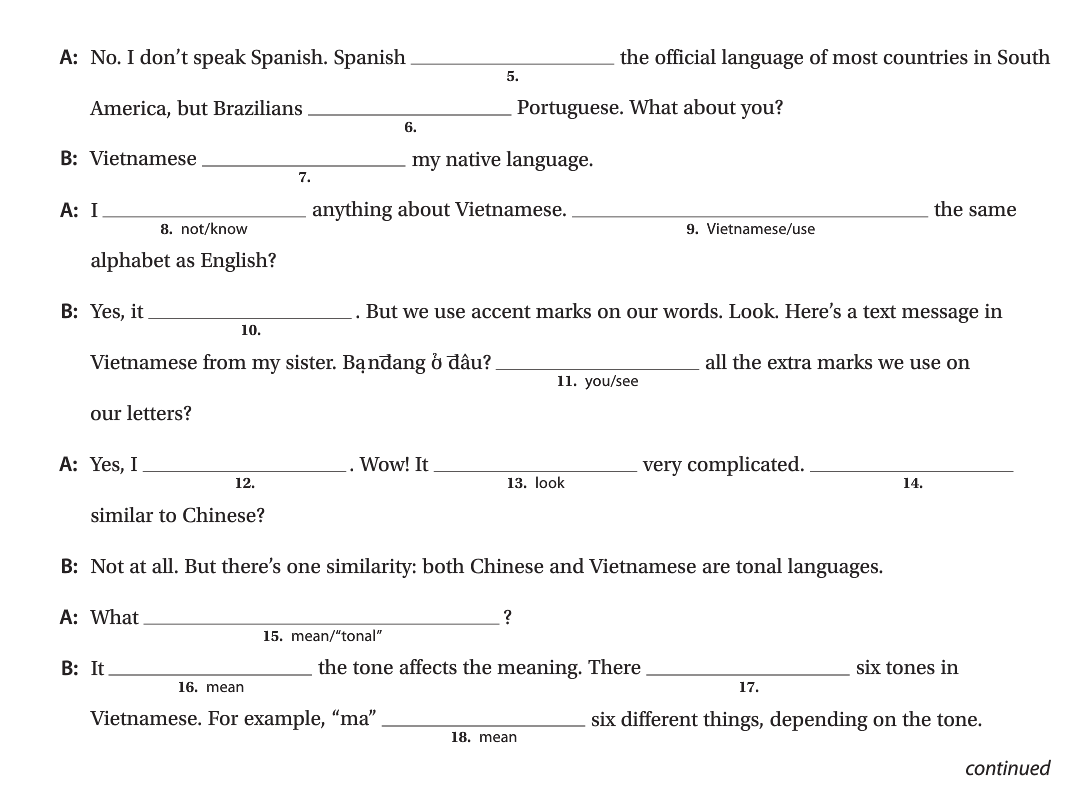 A: No. I don't speak Spanish. Spanish ____________ the official language of most countries in South
5.
America, but Brazilians ____________ Portuguese. What about you?
6.
B: Vietnamese ____________ my native language.
7.
A: I ____________ anything about Vietnamese. ____________ the same
8. not/know 9. Vietnamese/use
alphabet as English?
B: Yes, it ____________ . But we use accent marks on our words. Look. Here's a text message in
10.
Vietnamese from my sister. Bạn đang ở đâu? ____________ all the extra marks we use on
11. you/see
our letters?
A: Yes, I ____________ . Wow! It ____________ very complicated. ____________
12. 13. look 14.
similar to Chinese?
B: Not at all. But there's one similarity: both Chinese and Vietnamese are tonal languages.
A: What ____________ ?
15. mean/“tonal”
B: It ____________ the tone affects the meaning. There ____________ six tones in
16. mean 17.
Vietnamese. For example, “ma” ____________ six different things, depending on the tone.
18. mean
continued